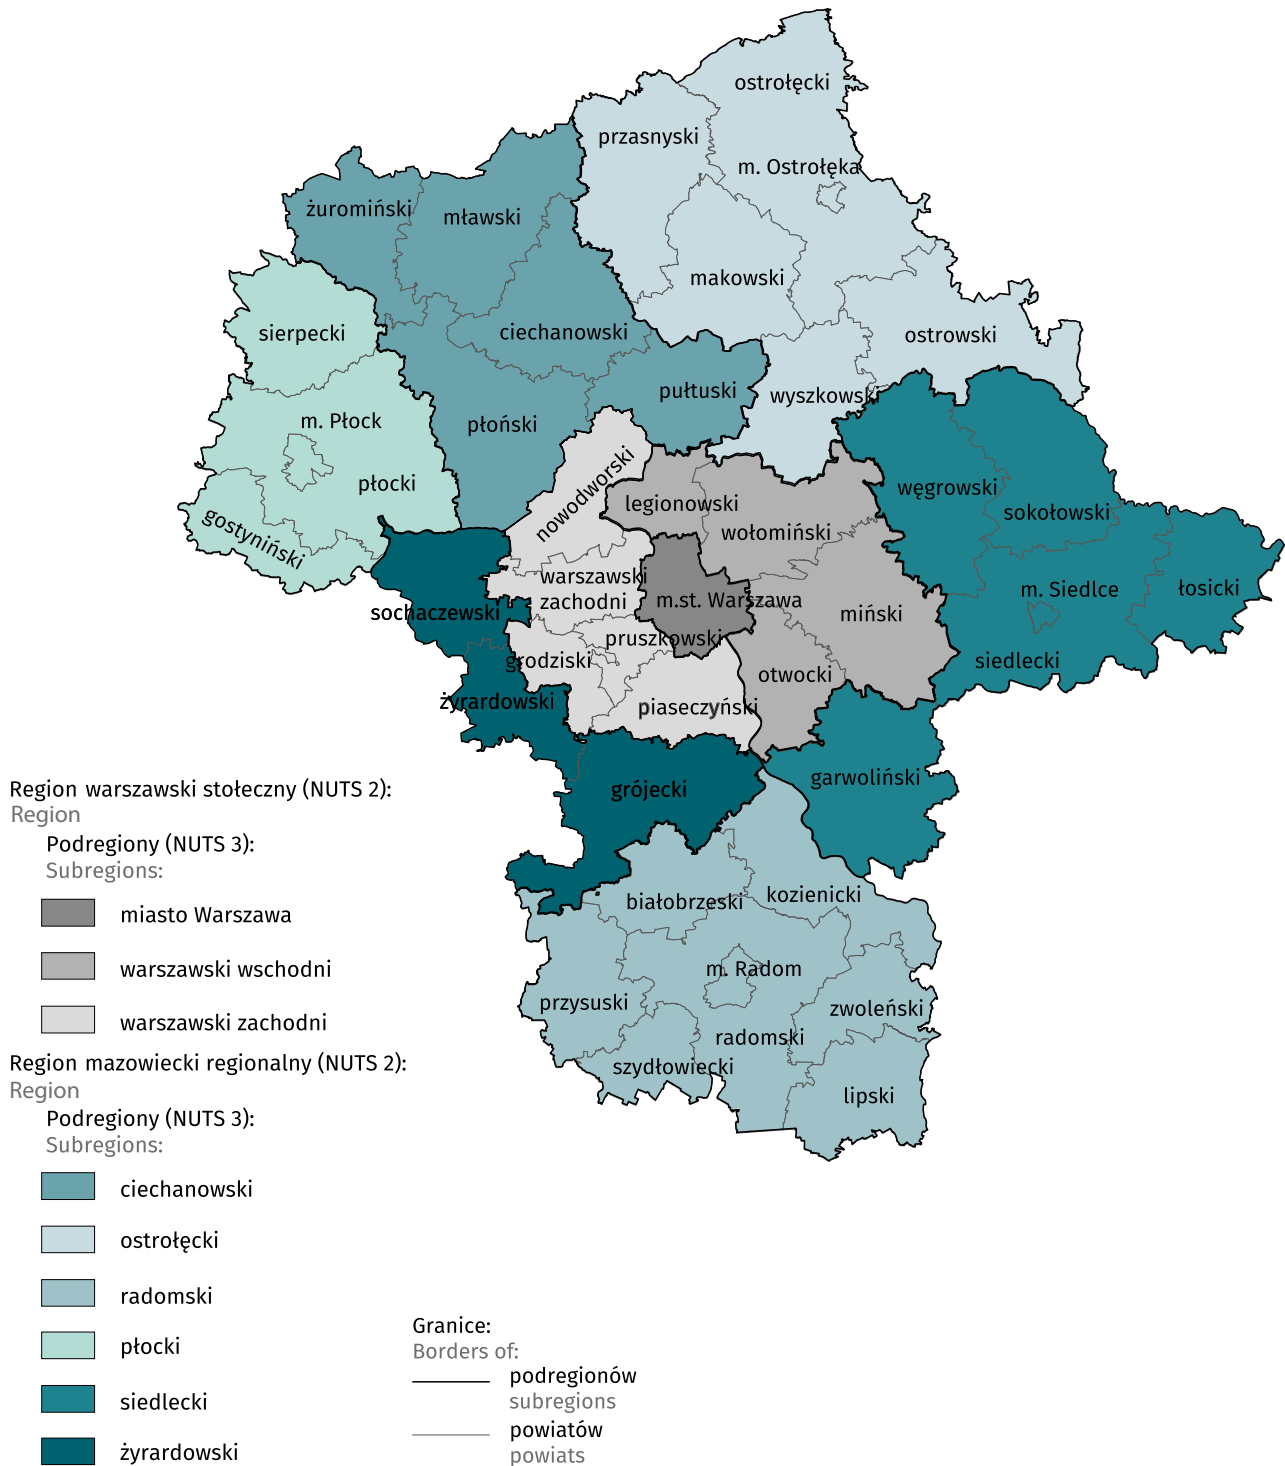 ostrołęcki
przasnyski
m. Ostrołęka
żuromiński
mławski
makowski
sierpecki
ciechanowski
ostrowski
pułtuski
wyszkowski
m. Płock
płoński
płocki
nowodworski
węgrowski
legionowski
sokołowski
gostyniński
wołomiński
warszawski
zachodni
m.st. Warszawa
m. Siedlce
łosicki
sochaczewski
miński
pruszkowski
grodziski
siedlecki
otwocki
żyrardowski
piaseczyński
garwoliński
grójecki
białobrzeski
kozienicki
m. Radom
przysuski
zwoleński
radomski
szydłowiecki
lipski
Region warszawski stołeczny (NUTS 2):
Region
Podregiony (NUTS 3):
Subregions:
miasto Warszawa
warszawski wschodni
warszawski zachodni
Region mazowiecki regionalny (NUTS 2):
Region
Podregiony (NUTS 3):
Subregions:
ciechanowski
ostrołęcki
radomski
płocki
siedlecki
żyrardowski
Granice:
Borders of:
podregionów
subregions
powiatów
powiats